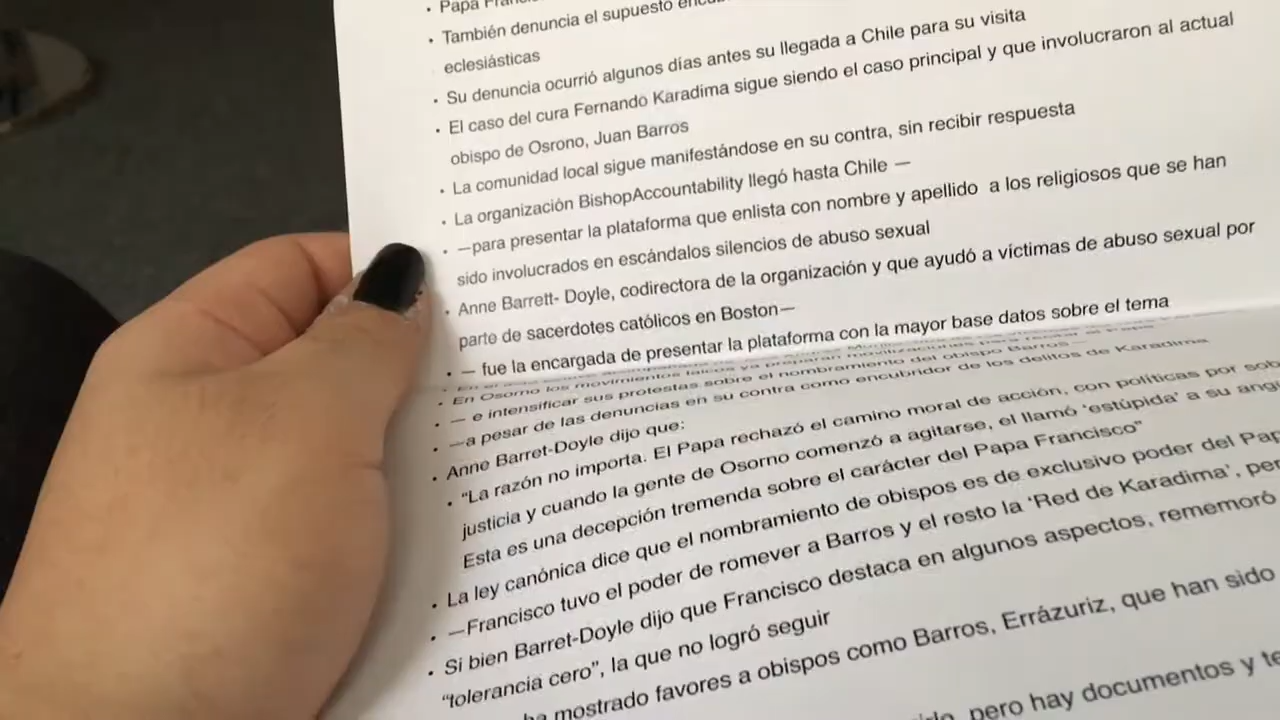 • Papa
• También denuncia el supuesto
eclesiásticas
• Su denuncia ocurrió algunos días antes su llegada a Chile para su visita
• El caso del cura Fernando Karadima sigue siendo el caso principal y que involucraron al actual
obispo de Osrono, Juan Barros
• La comunidad local sigue manifestándose en su contra, sin recibir respuesta
• La organización BishopAccountability llegó hasta Chile —
• —para presentar la plataforma que enlista con nombre y apellido a los religiosos que se han
sido involucrados en escándalos silencios de abuso sexual
• Anne Barrett- Doyle, codirectora de la organización y que ayudó a víctimas de abuso sexual por
parte de sacerdotes católicos en Boston—
• — fue la encargada de presentar la plataforma con la mayor base datos sobre el tema
• En Osorno los movimientos laicos ya preparan movilizaciones para recibir al Papa
• — e intensificar sus protestas sobre el nombramiento del obispo Barros—
• —a pesar de las denuncias en su contra como encubridor de los delitos de Karadima
• Anne Barret-Doyle dijo que:
• “La razón no importa. El Papa rechazó el camino moral de acción, con políticas por
justicia y cuando la gente de Osorno comenzó a agitarse, el llamó ‘estúpida’ a su
Esta es una decepción tremenda sobre el carácter del Papa Francisco”
• La ley canónica dice que el nombramiento de obispos es de exclusivo poder del
• —Francisco tuvo el poder de romever a Barros y el resto la ‘Red de Karadima’,
• Si bien Barret-Doyle dijo que Francisco destaca en algunos aspectos, rememoró
“tolerancia cero”, la que no logró seguir
ha mostrado favores a obispos como Barros, Errázuriz, que han sido
pero hay documentos y